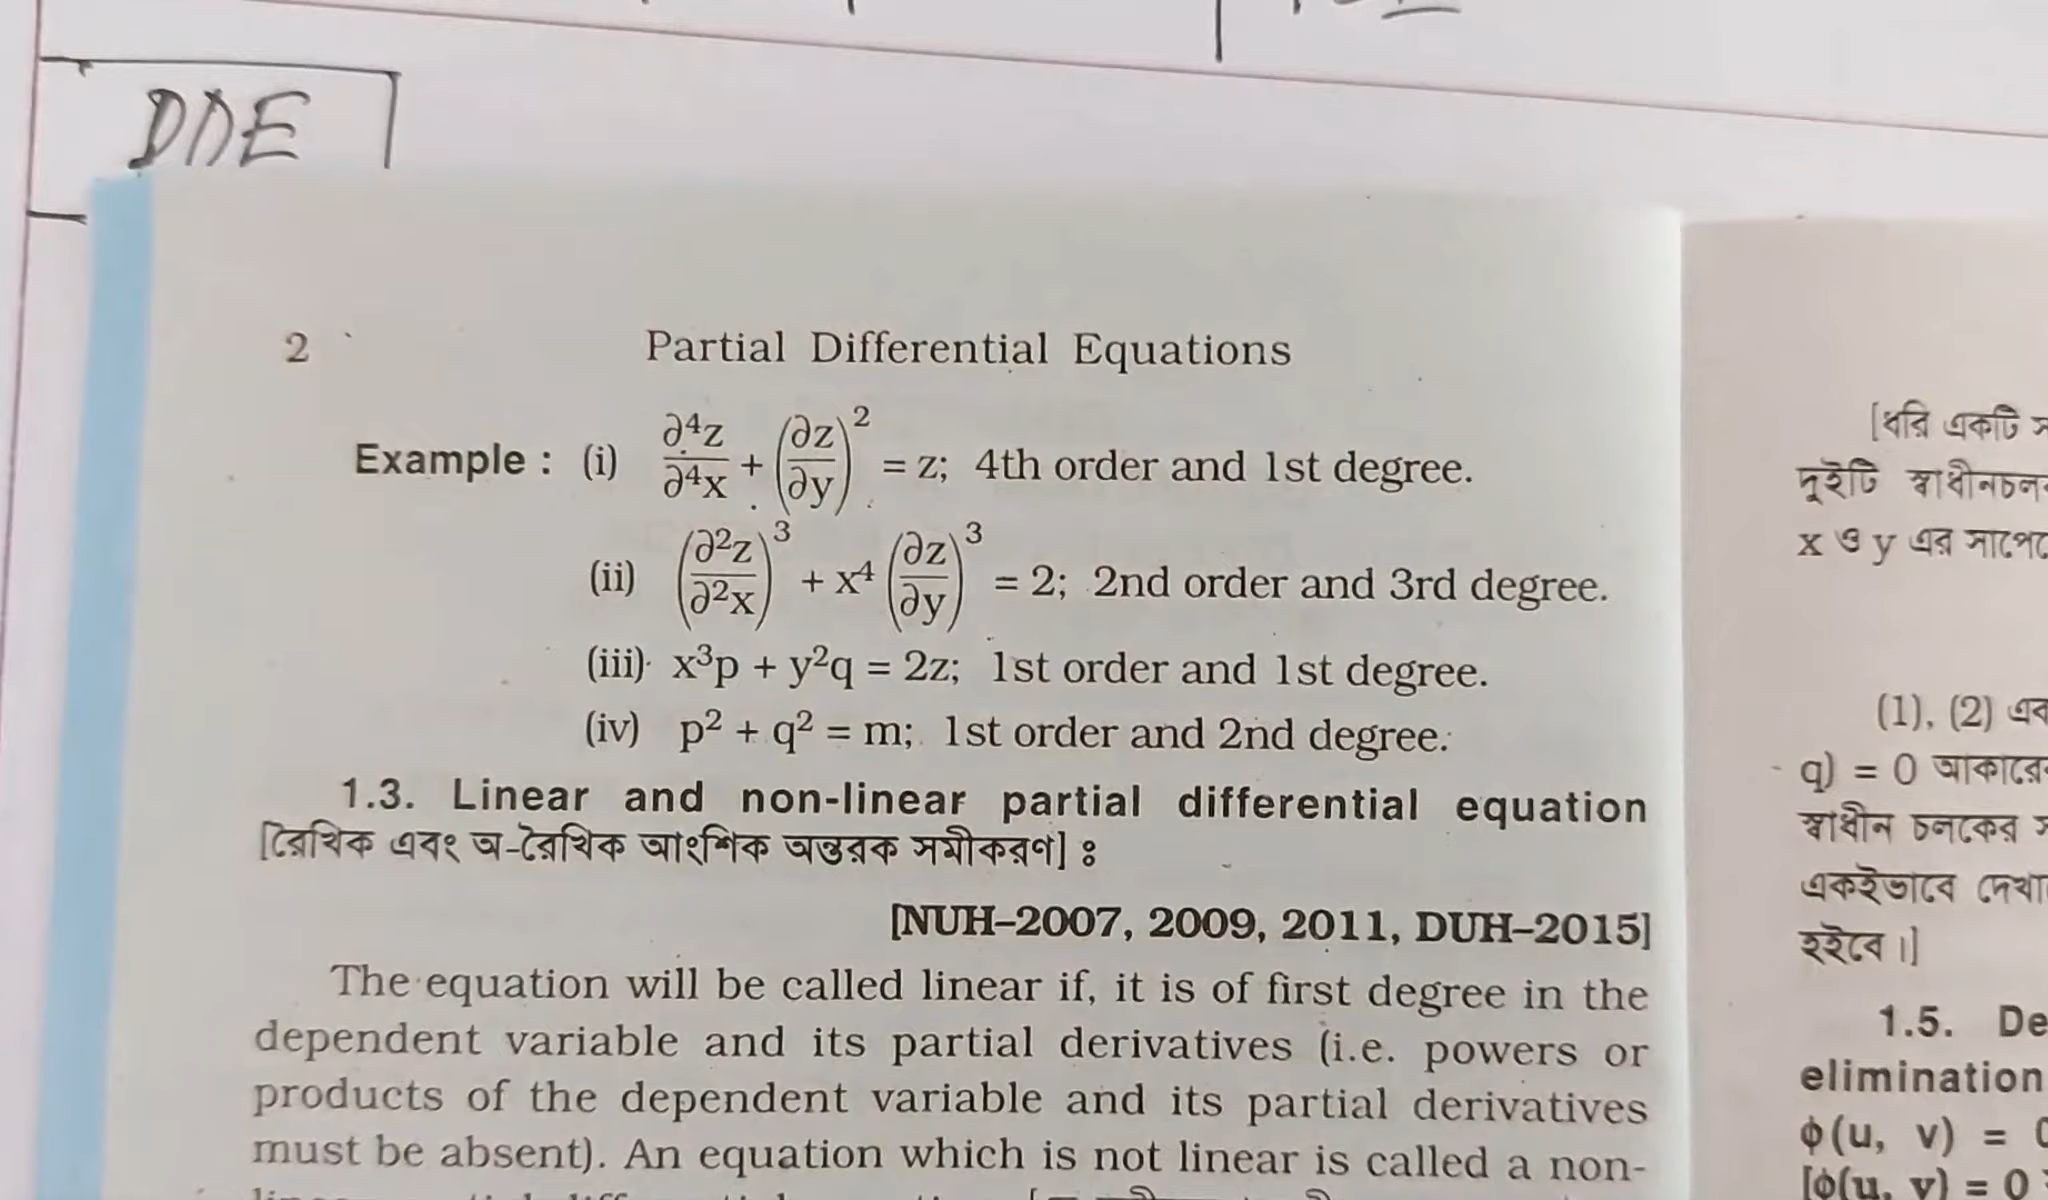 2 Partial Differential Equations
Example : (i) ∂⁴z/∂⁴x + (∂z/∂y)² = z; 4th order and 1st degree.
(ii) (∂²z/∂²x)³ + x⁴ (∂z/∂y)³ = 2; 2nd order and 3rd degree.
(iii) x³p + y²q = 2z; 1st order and 1st degree.
(iv) p² + q² = m; 1st order and 2nd degree.
1.3. Linear and non-linear partial differential equation
[রৈখিক এবং অ-রৈখিক আংশিক অন্তরক সমীকরণ] ঃ
[NUH–2007, 2009, 2011, DUH–2015]
The equation will be called linear if, it is of first degree in the
dependent variable and its partial derivatives (i.e. powers or
products of the dependent variable and its partial derivatives
must be absent). An equation which is not linear is called a non-
[ধরি একটি
দুইটি
x ও y এর
(1), (2)
q) = 0
স্বাধীন চলকের
একইভাবে
হইবে।]
1.5.
elimination
ϕ(u, v) =
[ϕ(u, v) = 0